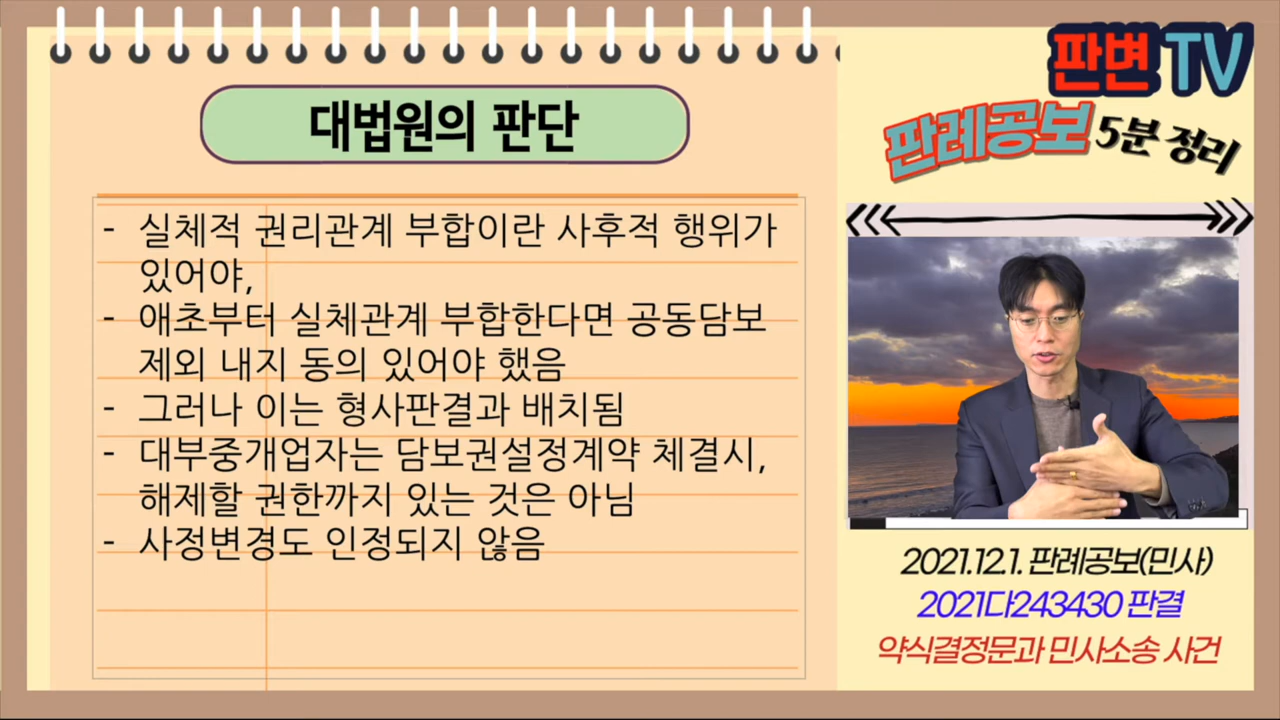 대법원의 판단
- 실체적 권리관계 부합이란 사후적 행위가
있어야,
- 애초부터 실체관계 부합한다면 공동담보
제외 내지 동의 있어야 했음
- 그러나 이는 형사판결과 배치됨
- 대부중개업자는 담보권설정계약 체결시,
해제할 권한까지 있는 것은 아님
- 사정변경도 인정되지 않음
판변 TV
판례공보 5분 정리
2021.12.1. 판례공보(민사)
2021다243430 판결
약식결정문과 민사소송 사건